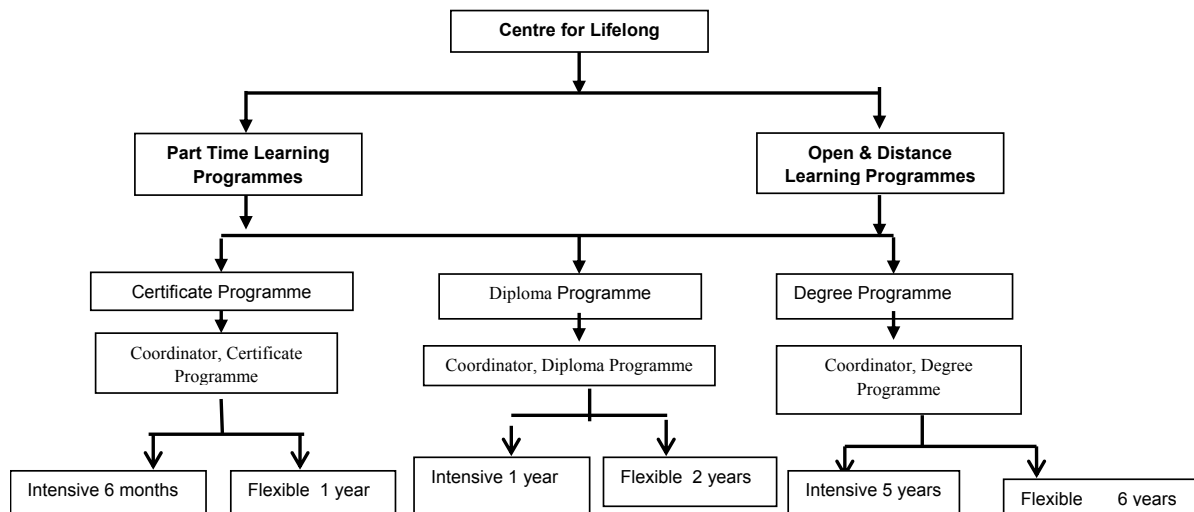 Centre for Lifelong
Part Time Learning
Programmes
Open & Distance
Learning Programmes
Certificate Programme
Diploma Programme
Degree Programme
Coordinator, Certificate
Programme
Coordinator, Diploma Programme
Coordinator, Degree
Programme
Intensive 6 months
Flexible 1 year
Intensive 1 year
Flexible 2 years
Intensive 5 years
Flexible 6 years